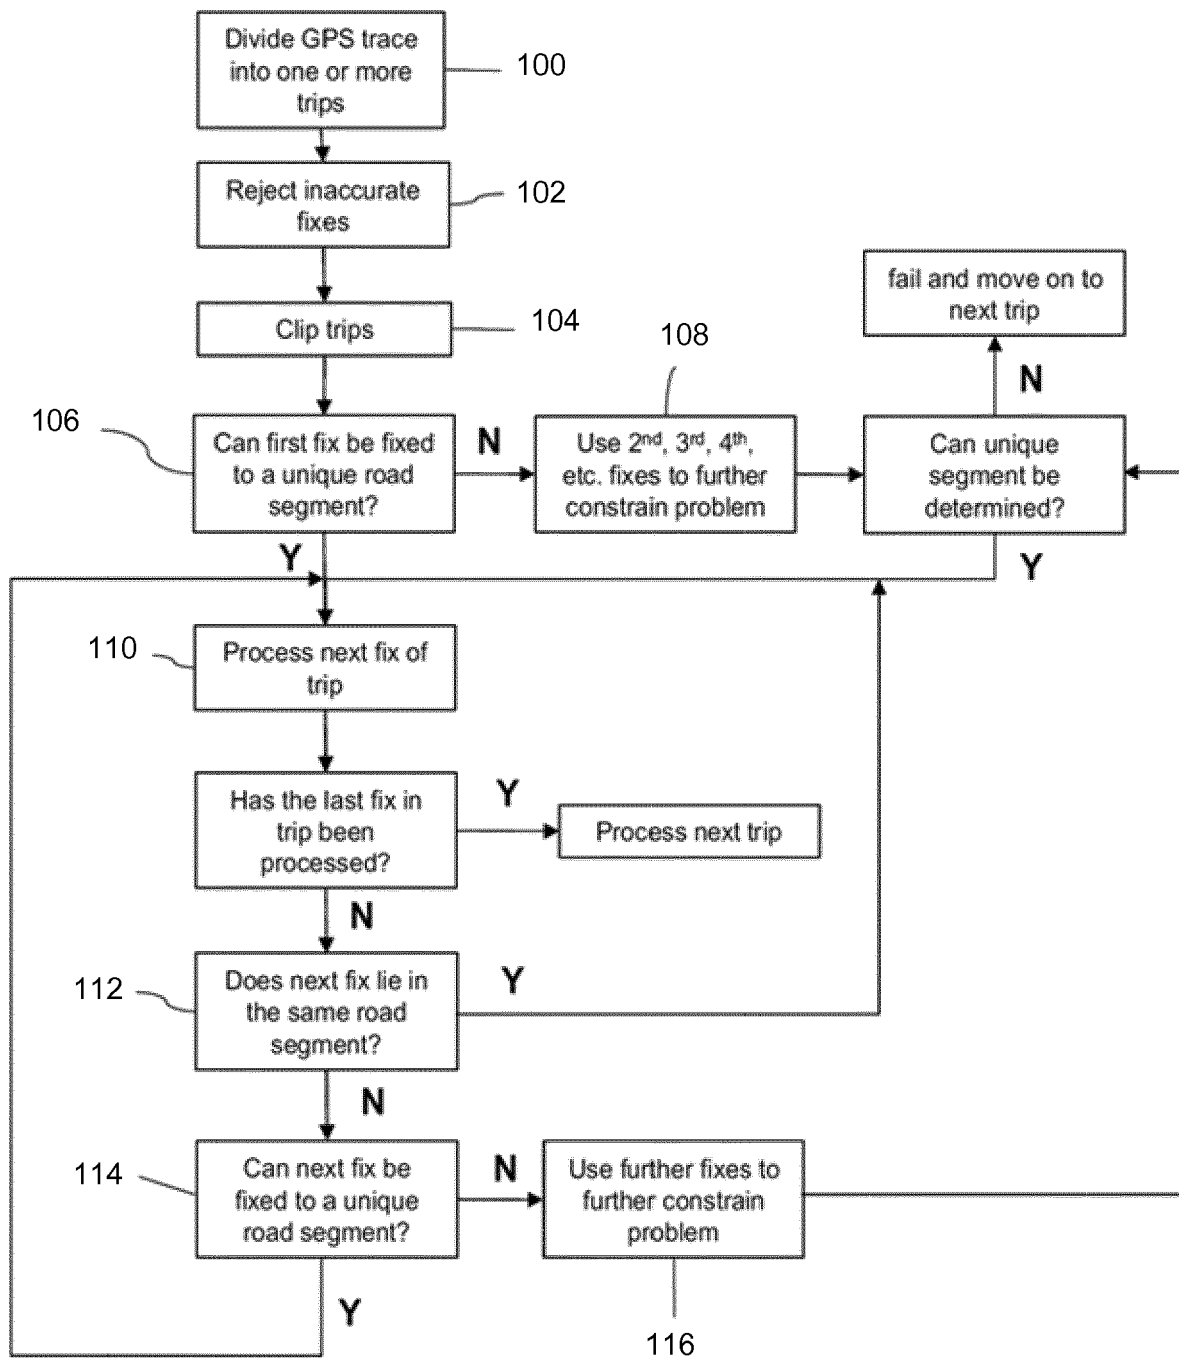 Divide GPS trace
into one or more
trips
100
Reject inaccurate
fixes
102
Clip trips
104
fail and move on to
next trip
108
N
106
Can first fix be fixed
to a unique road
segment?
N
Use 2nd, 3rd, 4th,
etc. fixes to further
constrain problem
Can unique
segment be
determined?
Y
Y
110
Process next fix of
trip
Has the last fix in
trip been
processed?
Y
Process next trip
N
112
Does next fix lie in
the same road
segment?
Y
N
114
Can next fix be
fixed to a unique
road segment?
N
Use further fixes to
further constrain
problem
Y
116